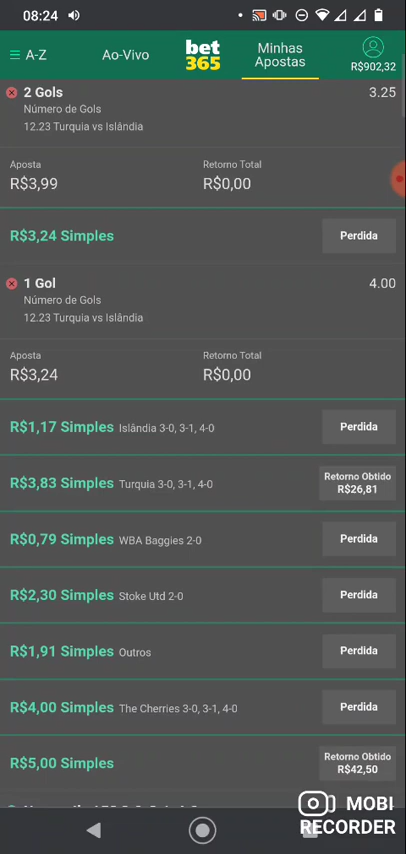 08:24
A-Z
Ao-Vivo
bet
365
Minhas
Apostas
R$902,32
2 Gols
3.25
Número de Gols
12.23 Turquia vs Islândia
Aposta
Retorno Total
R$3,99
R$0,00
R$3,24 Simples
Perdida
1 Gol
4.00
Número de Gols
12.23 Turquia vs Islândia
Aposta
Retorno Total
R$3,24
R$0,00
R$1,17 Simples Islândia 3-0, 3-1, 4-0
Perdida
R$3,83 Simples Turquia 3-0, 3-1, 4-0
Retorno Obtido
R$26,81
R$0,79 Simples WBA Baggies 2-0
Perdida
R$2,30 Simples Stoke Utd 2-0
Perdida
R$1,91 Simples Outros
Perdida
R$4,00 Simples The Cherries 3-0, 3-1, 4-0
Perdida
R$5,00 Simples
Retorno Obtido
R$42,50
MOBI
RECORDER